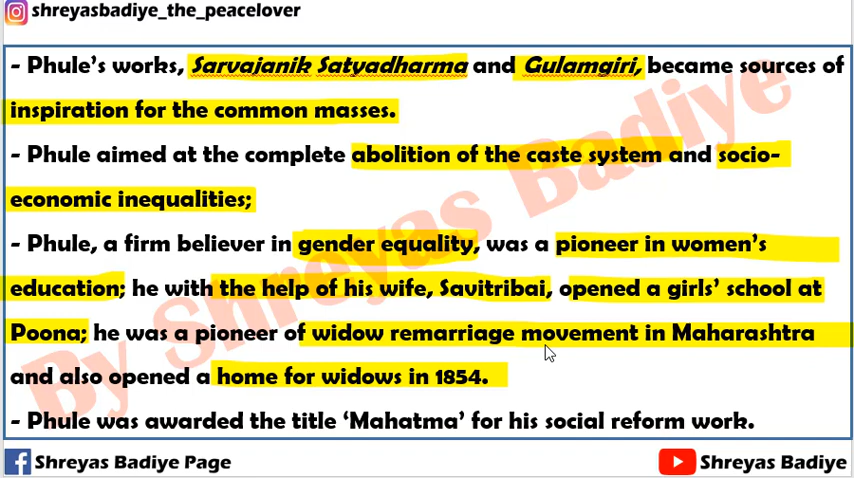 shreyasbadiye_the_peacelover
- Phule's works, Sarvajanik Satyadharma and Gulamgiri, became sources of
inspiration for the common masses.
- Phule aimed at the complete abolition of the caste system and socio-
economic inequalities;
- Phule, a firm believer in gender equality, was a pioneer in women's
education; he with the help of his wife, Savitribai, opened a girls' school at
Poona; he was a pioneer of widow remarriage movement in Maharashtra
and also opened a home for widows in 1854.
- Phule was awarded the title 'Mahatma' for his social reform work.
By Shreyas Badiye
Shreyas Badiye Page
Shreyas Badiye